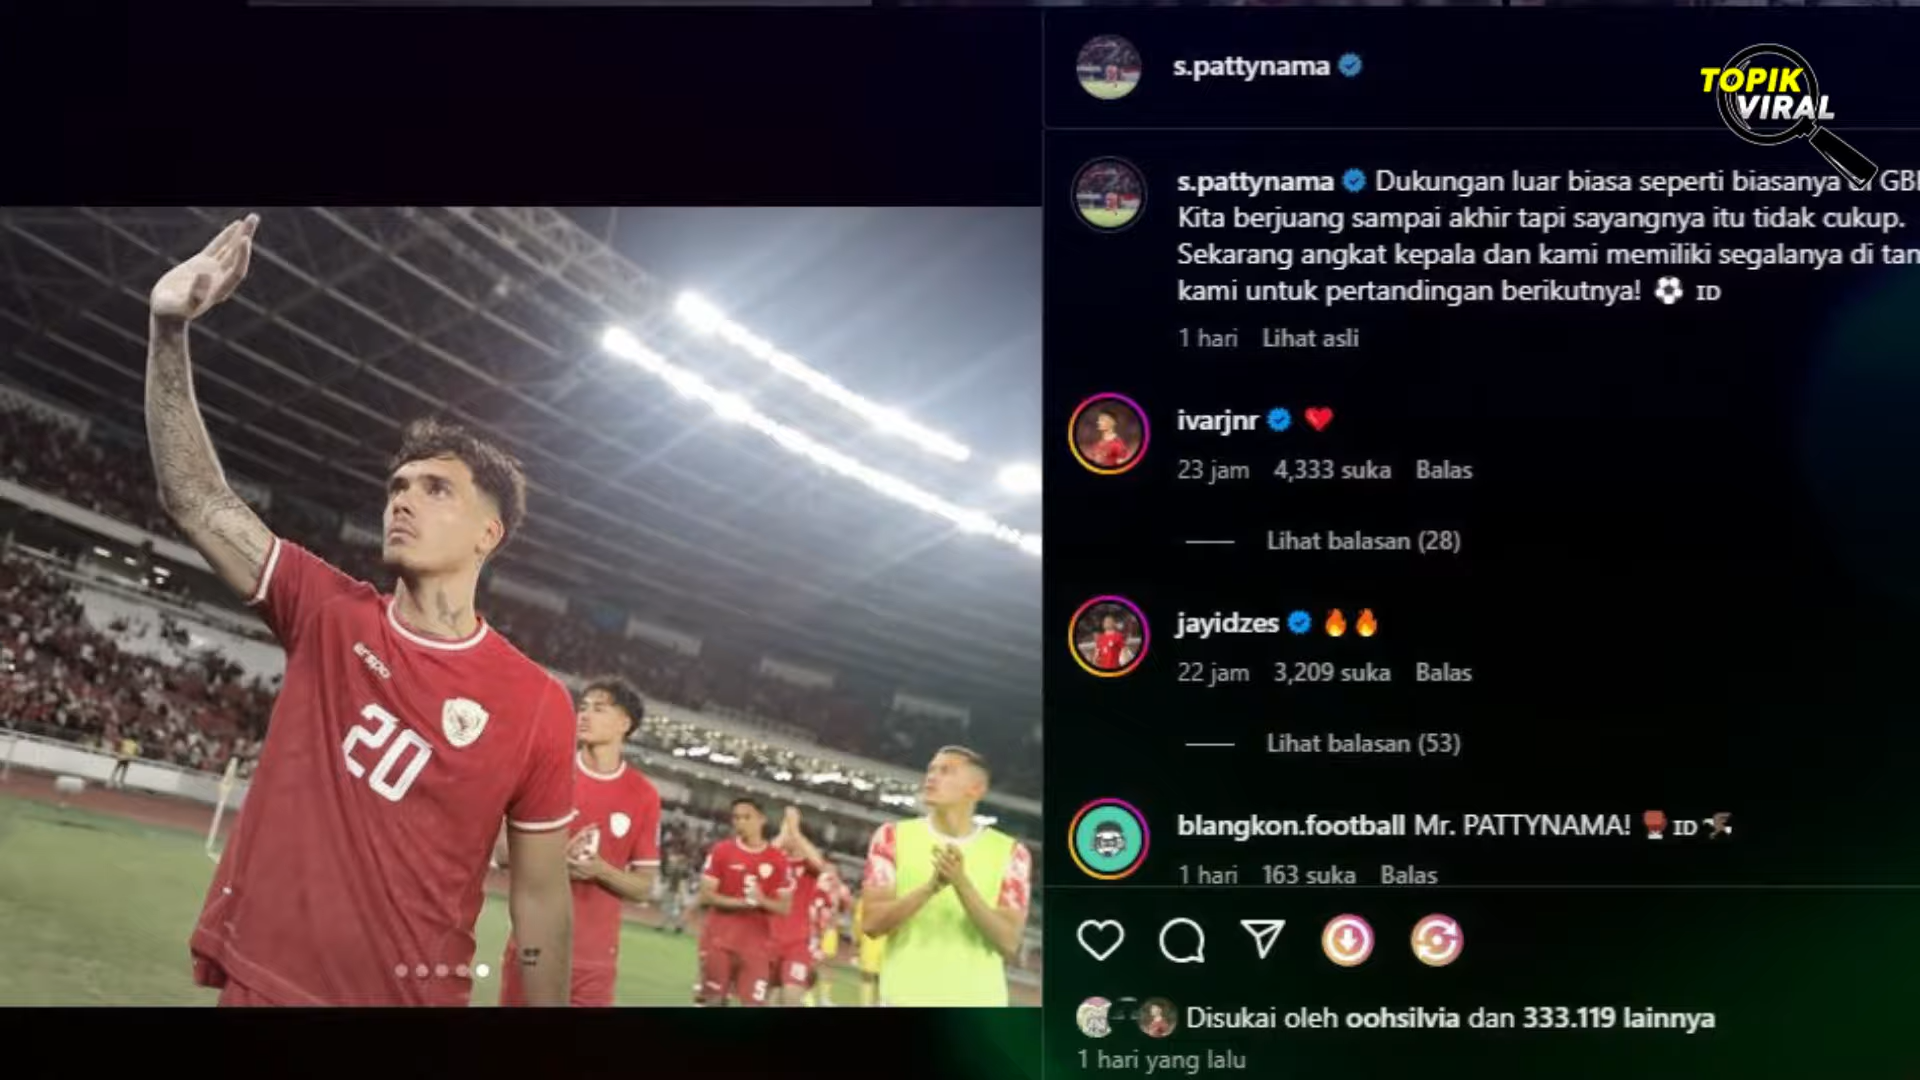 s.pattynama
TOPIK
VIRAL
s.pattynama Dukungan luar biasa seperti biasanya di
Kita berjuang sampai akhir tapi sayangnya itu tidak cukup.
Sekarang angkat kepala dan kami memiliki segalanya di
kami untuk pertandingan berikutnya! ID
1 hari Lihat asli
ivarjnr
23 jam 4,333 suka Balas
Lihat balasan (28)
jayidzes
22 jam 3,209 suka Balas
Lihat balasan (53)
blangkon.football Mr. PATTYNAMA! ID
1 hari 163 suka Balas
Disukai oleh oohsilvia dan 333.119 lainnya
1 hari yang lalu
erspo
20
5
5